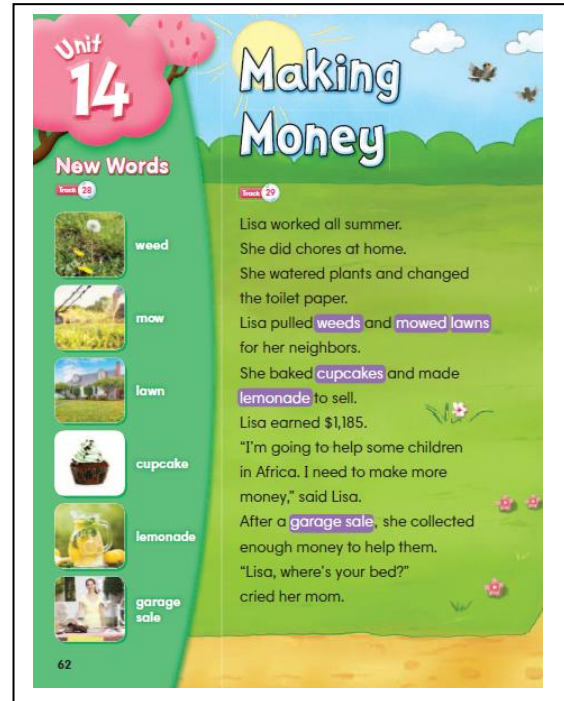 Unit
14
New Words
Track 28
weed
mow
lawn
cupcake
lemonade
garage
sale
62
Making
Money
Track 29
Lisa worked all summer.
She did chores at home.
She watered plants and changed
the toilet paper.
Lisa pulled weeds and mowed lawns
for her neighbors.
She baked cupcakes and made
lemonade to sell.
Lisa earned $1,185.
“I’m going to help some children
in Africa. I need to make more
money,” said Lisa.
After a garage sale, she collected
enough money to help them.
“Lisa, where’s your bed?”
cried her mom.